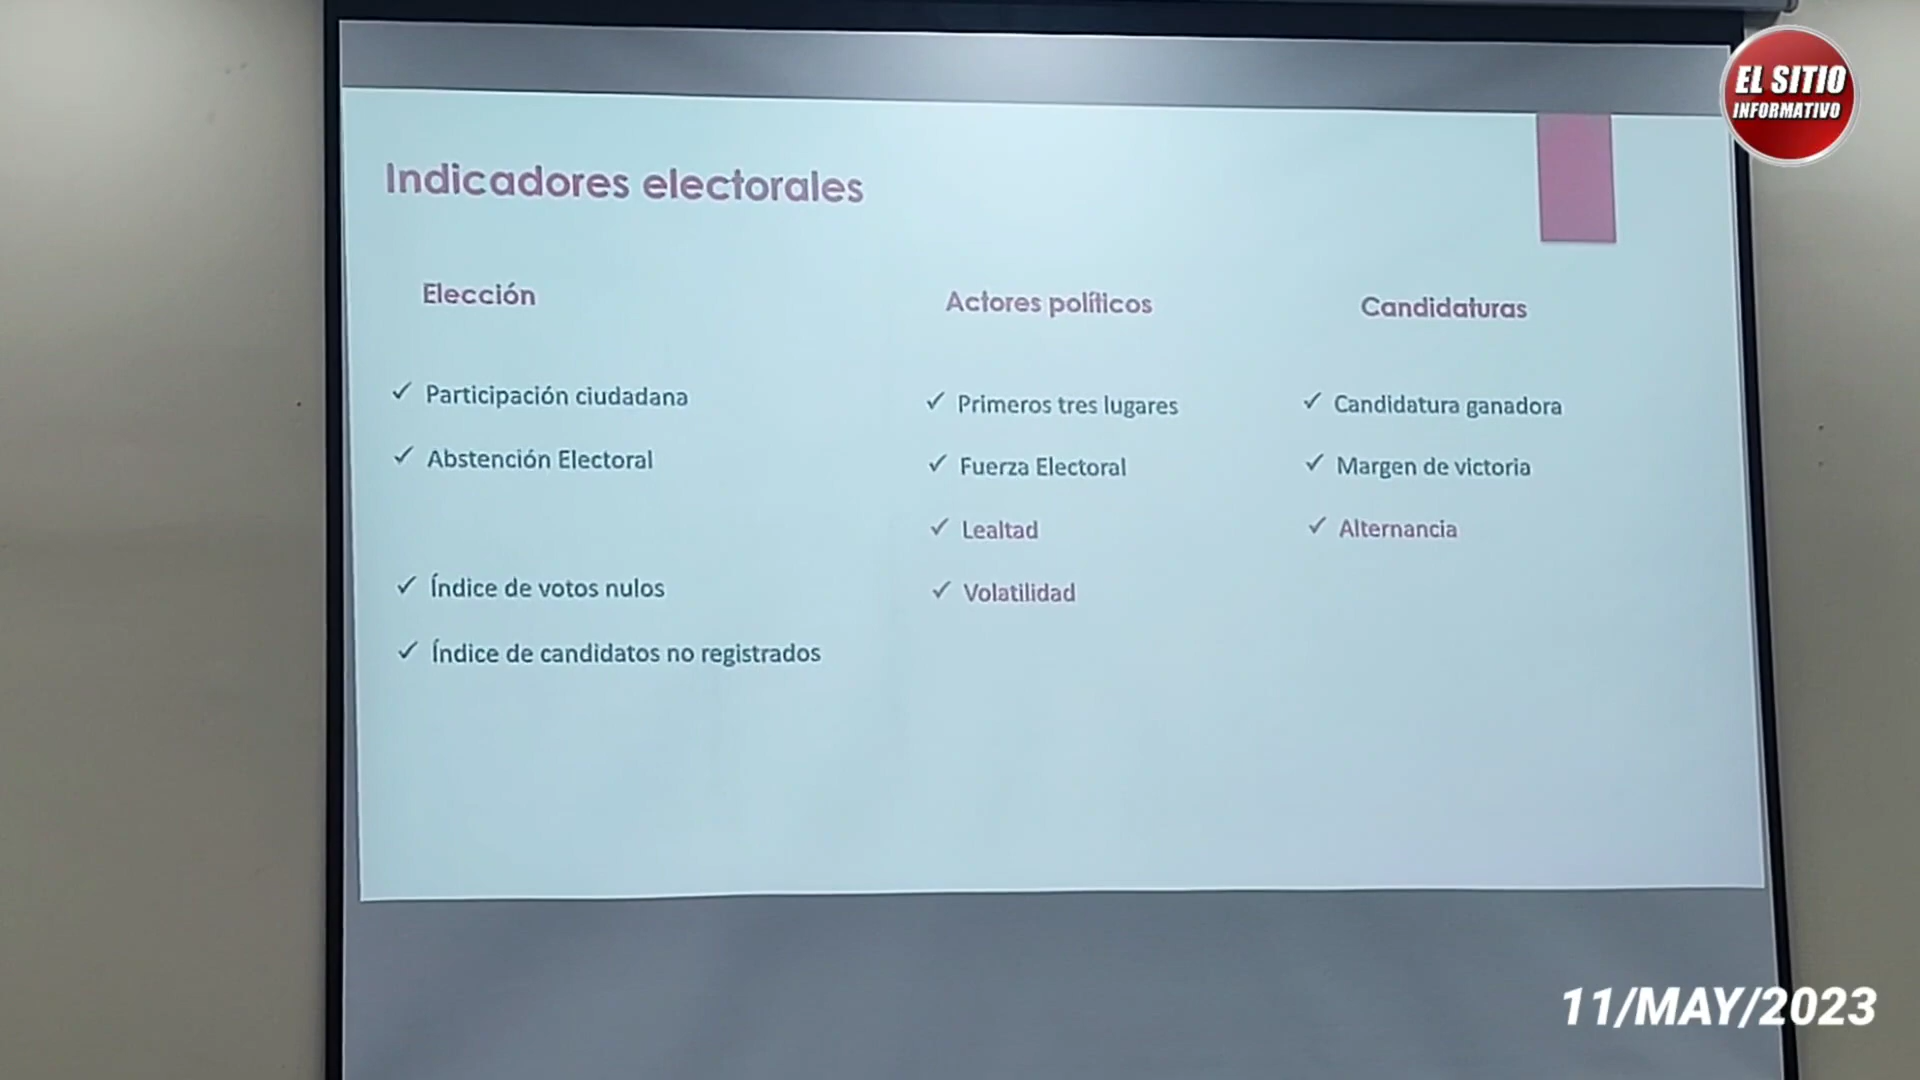 EL SITIO
INFORMATIVO
Indicadores electorales
Elección
✓ Participación ciudadana
✓ Abstención Electoral
✓ Índice de votos nulos
✓ Índice de candidatos no registrados
Actores políticos
✓ Primeros tres lugares
✓ Fuerza Electoral
✓ Lealtad
✓ Volatilidad
Candidaturas
✓ Candidatura ganadora
✓ Margen de victoria
✓ Alternancia
11/MAY/2023